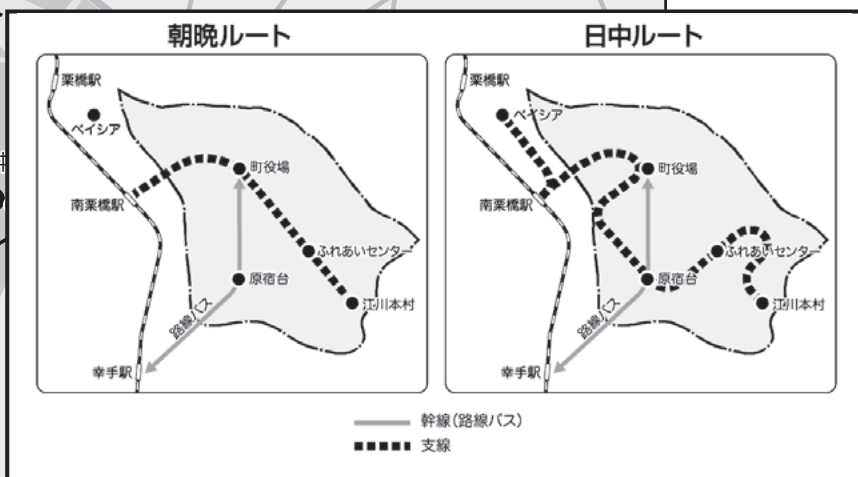 朝晩ルート
栗橋駅
ベイシア
町役場
南栗橋駅
ふれあいセンター
原宿台
江川本村
路線バス
幸手駅
日中ルート
栗橋駅
ベイシア
町役場
南栗橋駅
ふれあいセンター
原宿台
江川本村
路線バス
幸手駅
幹線(路線バス)
支線